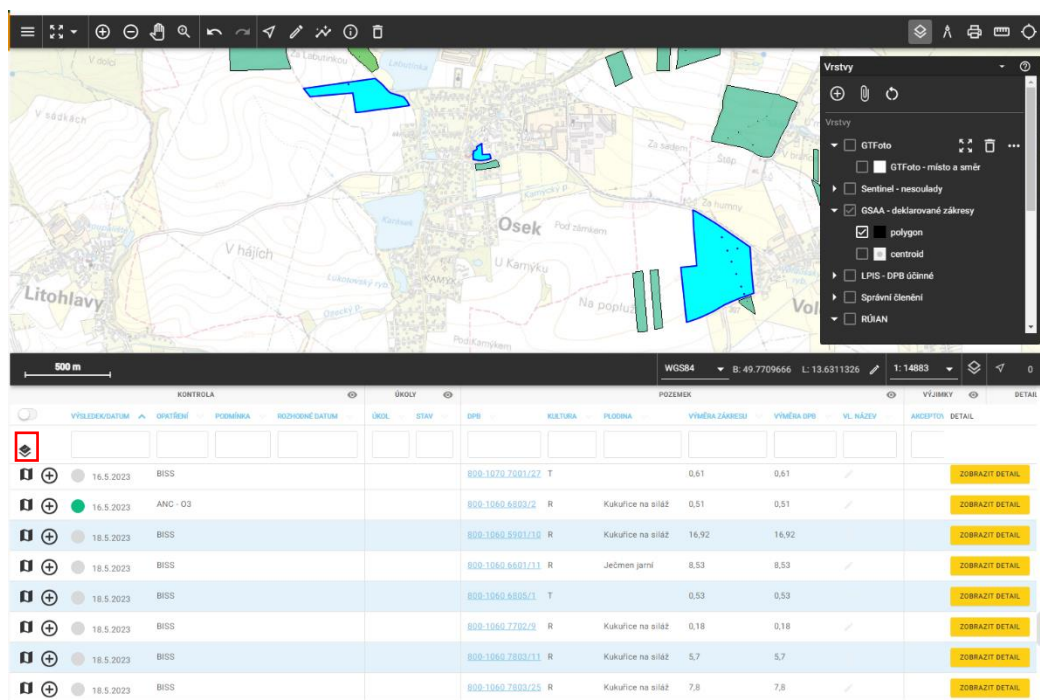 V dolci
Za Labutinkou
Labutinka
V sádkách
Vrstvy
Vrstvy
GTFoto
GTFoto - místo a směr
Sentinel - nesoulady
GSAA - deklarované zákresy
polygon
centroid
LPIS - DPB účinné
Správní členění
RÚIAN
Za sadem
Štěp
Kamýcký p.
Za humny
Osek
Pod zámkem
V hájích
U Kamýku
KAMÝK
Litohlavy
Osecký p.
Na popluží
Vol
Pod Kamýkem
500 m
WGS84 B: 49.7709666 L: 13.6311326 1: 14883 0
KONTROLA ÚKOLY POZEMEK VÝJIMKY DETAIL
VÝSLEDEK/DATUM OPATŘENÍ PODMÍNKA ROZHODNÉ DATUM ÚKOL STAV DPB KULTURA PLODINA VÝMĚRA ZÁKRESU VÝMĚRA DPB VL. NÁZEV AKCEPTOV DETAIL
16.5.2023 BISS 800-1070 7001/27 T 0,61 0,61 ZOBRAZIT DETAIL
16.5.2023 ANC - O3 800-1060 6803/2 R Kukuřice na siláž 0,51 0,51 ZOBRAZIT DETAIL
18.5.2023 BISS 800-1060 5901/10 R Kukuřice na siláž 16,92 16,92 ZOBRAZIT DETAIL
18.5.2023 BISS 800-1060 6601/11 R Ječmen jarní 8,53 8,53 ZOBRAZIT DETAIL
18.5.2023 BISS 800-1060 6805/1 T 0,53 0,53 ZOBRAZIT DETAIL
18.5.2023 BISS 800-1060 7702/9 R Kukuřice na siláž 0,18 0,18 ZOBRAZIT DETAIL
18.5.2023 BISS 800-1060 7803/11 R Kukuřice na siláž 5,7 5,7 ZOBRAZIT DETAIL
18.5.2023 BISS 800-1060 7803/25 R Kukuřice na siláž 7,8 7,8 ZOBRAZIT DETAIL